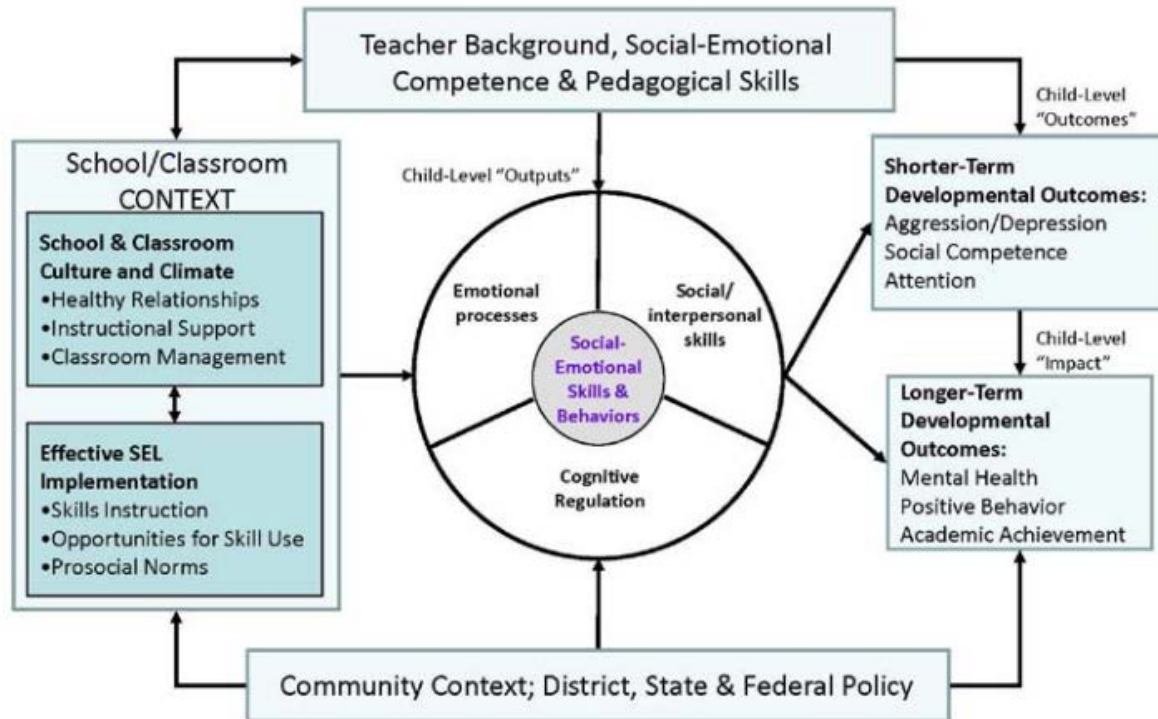 Teacher Background, Social-Emotional
Competence & Pedagogical Skills
Child-Level
"Outcomes"
School/Classroom
CONTEXT
School & Classroom
Culture and Climate
•Healthy Relationships
•Instructional Support
•Classroom Management
Effective SEL
Implementation
•Skills Instruction
•Opportunities for Skill Use
•Prosocial Norms
Child-Level "Outputs"
Emotional
processes
Social/
interpersonal
skills
Social-
Emotional
Skills &
Behaviors
Cognitive
Regulation
Shorter-Term
Developmental Outcomes:
Aggression/Depression
Social Competence
Attention
Child-Level
"Impact"
Longer-Term
Developmental
Outcomes:
Mental Health
Positive Behavior
Academic Achievement
Community Context; District, State & Federal Policy